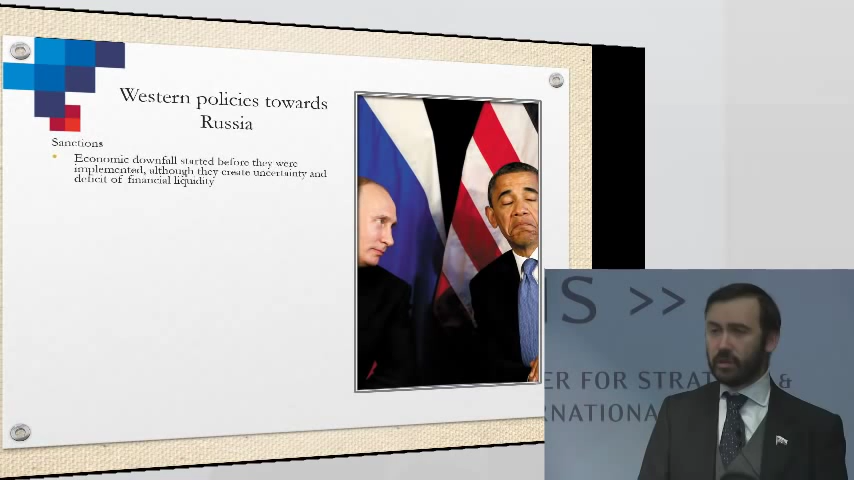 Western policies towards
Russia
Sanctions
Economic downfall started before they were
implemented, although they create uncertainty and
deficit of financial liquidity
IS >>
ER FOR STRAT &
RNATIONA